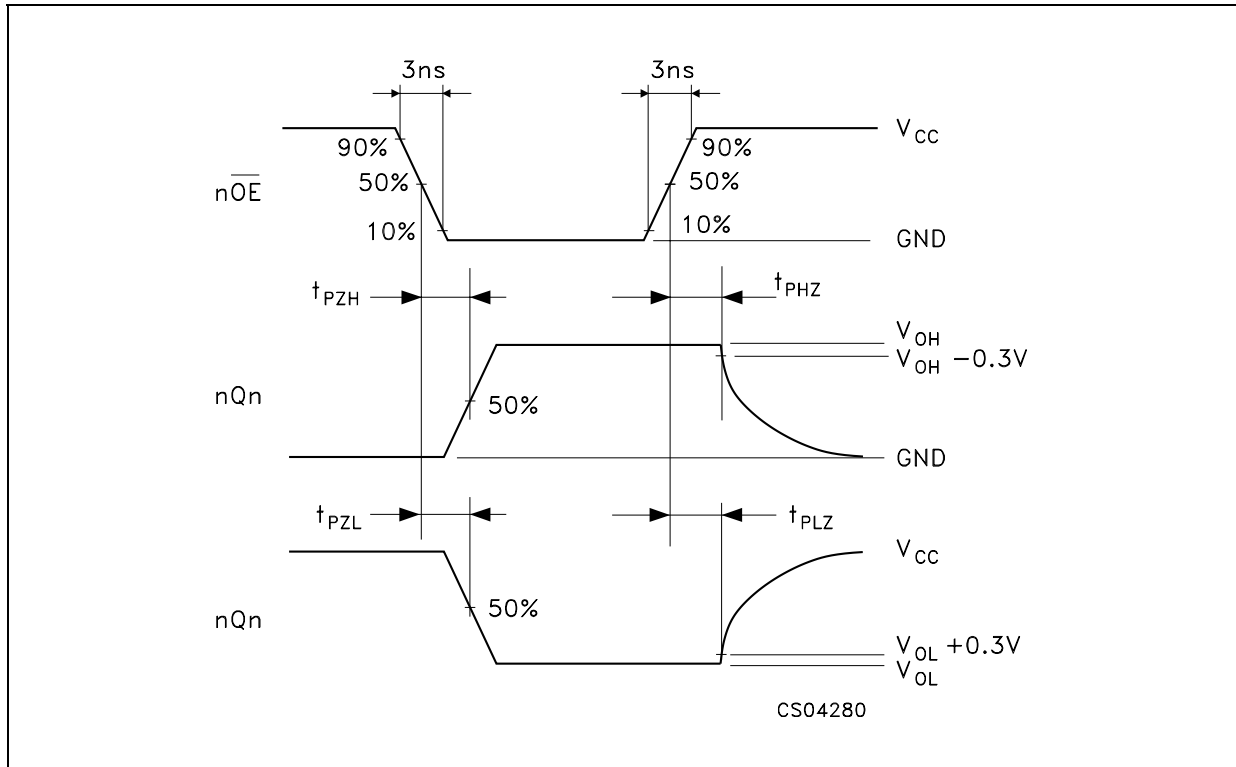 3ns 3ns
V_CC
90% 90%
50% 50%
nO̅E̅
10% 10%
GND
t_PZH t_PHZ
V_OH
V_OH −0.3V
nQn
50%
GND
t_PZL t_PLZ
V_CC
50%
nQn
V_OL +0.3V
V_OL
CS04280